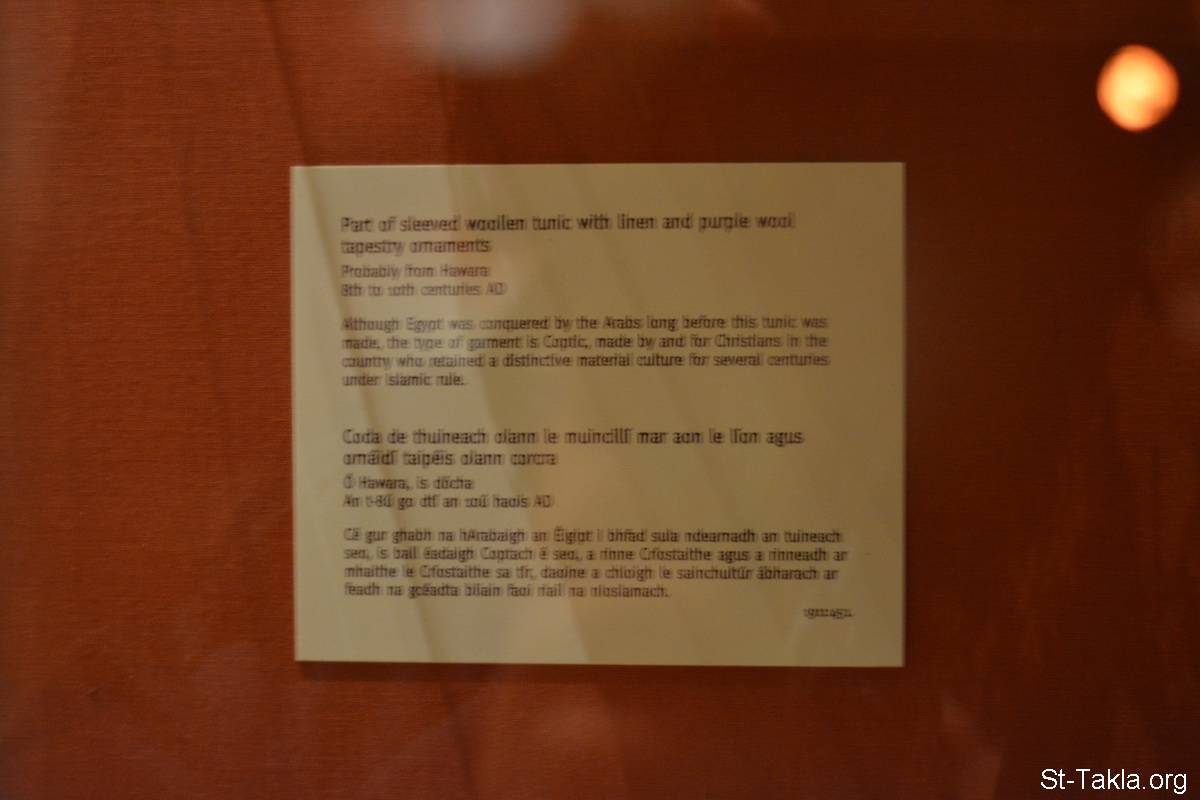 Part of sleeved woollen tunic with linen and purple wool
tapestry ornaments
Probably from Hawara
8th to 10th centuries AD
Although Egypt was conquered by the Arabs long before this tunic was
made, the type of garment is Coptic, made by and for Christians in the
country who retained a distinctive material culture for several centuries
under Islamic rule.
Coda de thuineach olann le muincillí mar aon le líon agus
ornáidí taipéis olann corcra
Ó Hawara, is dócha
An t-8ú go dtí an 10ú haois AD
Cé gur ghabh na hArabaigh an Éigipt i bhfad sula ndearnadh an tuineach
seo, is ball éadaigh Coptach é seo, a rinne Críostaithe agus a rinneadh ar
mhaithe le Críostaithe sa tír, daoine a chloígh le sainchultúr ábharach ar
feadh na gcéadta bliain faoi riail na nIoslamach.
St-Takla.org